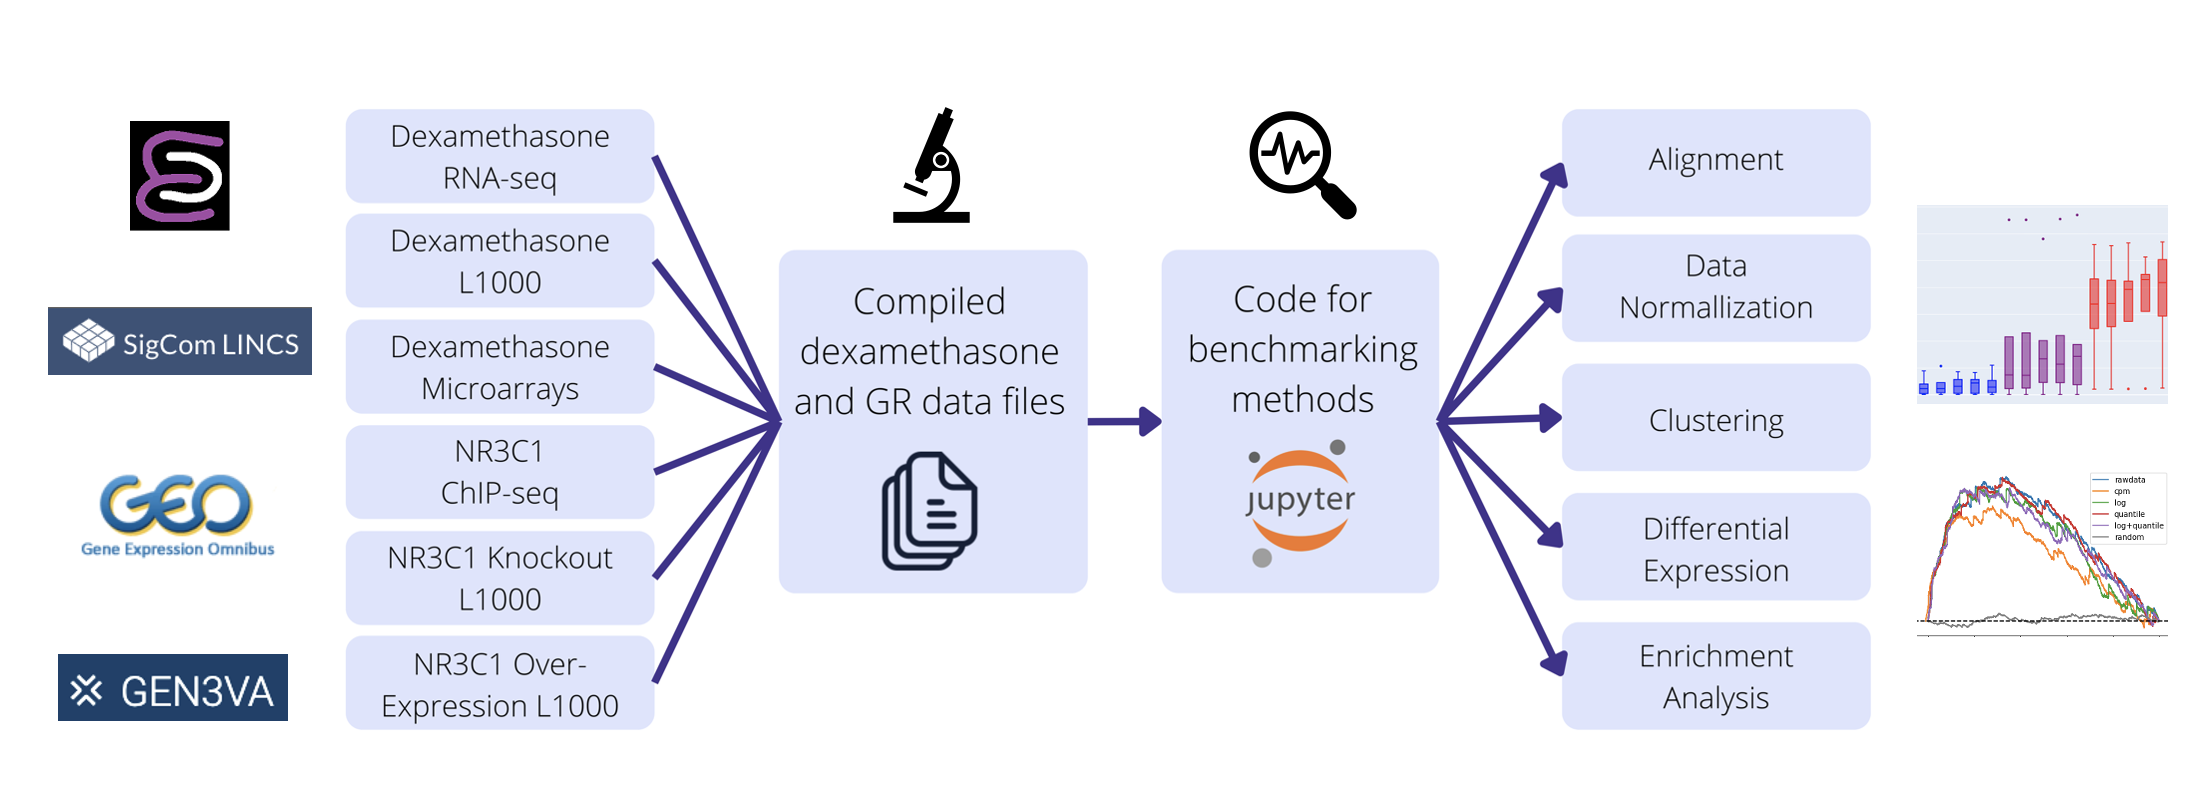 SigCom LINCS
GEO
Gene Expression Omnibus
GEN3VA
Dexamethasone
RNA-seq
Dexamethasone
L1000
Dexamethasone
Microarrays
NR3C1
ChIP-seq
NR3C1 Knockout
L1000
NR3C1 Over-
Expression L1000
Compiled
dexamethasone
and GR data files
Code for
benchmarking
methods
jupyter
Alignment
Data
Normallization
Clustering
Differential
Expression
Enrichment
Analysis
rawdata
cpm
log
quantile
log+quantile
random